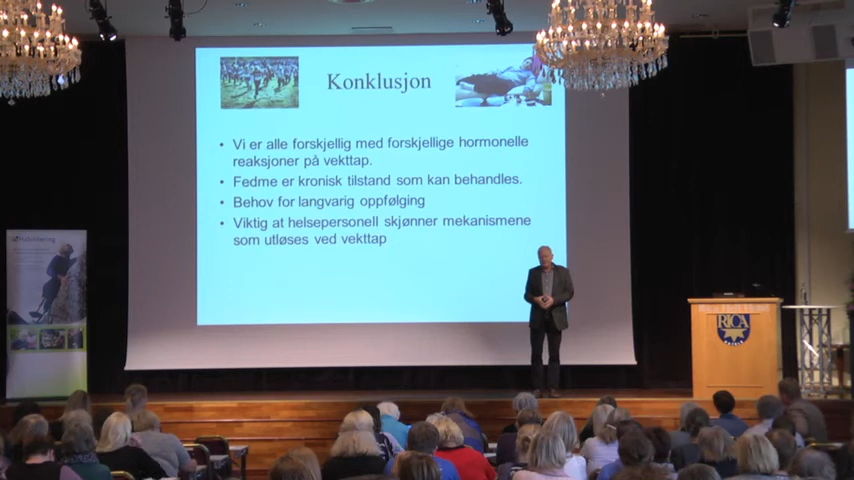 Konklusjon
• Vi er alle forskjellig med forskjellige hormonelle
reaksjoner på vekttap.
• Fedme er kronisk tilstand som kan behandles.
• Behov for langvarig oppfølging
• Viktig at helsepersonell skjønner mekanismene
som utløses ved vekttap
RICA